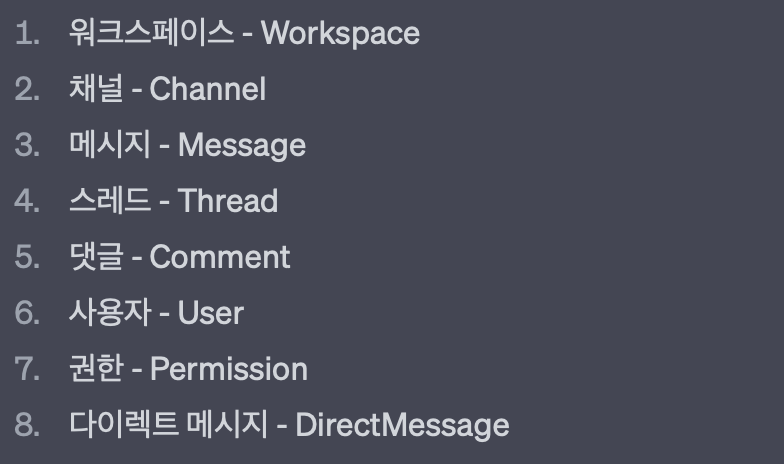 1. 워크스페이스 - Workspace
2. 채널 - Channel
3. 메시지 - Message
4. 스레드 - Thread
5. 댓글 - Comment
6. 사용자 - User
7. 권한 - Permission
8. 다이렉트 메시지 - DirectMessage